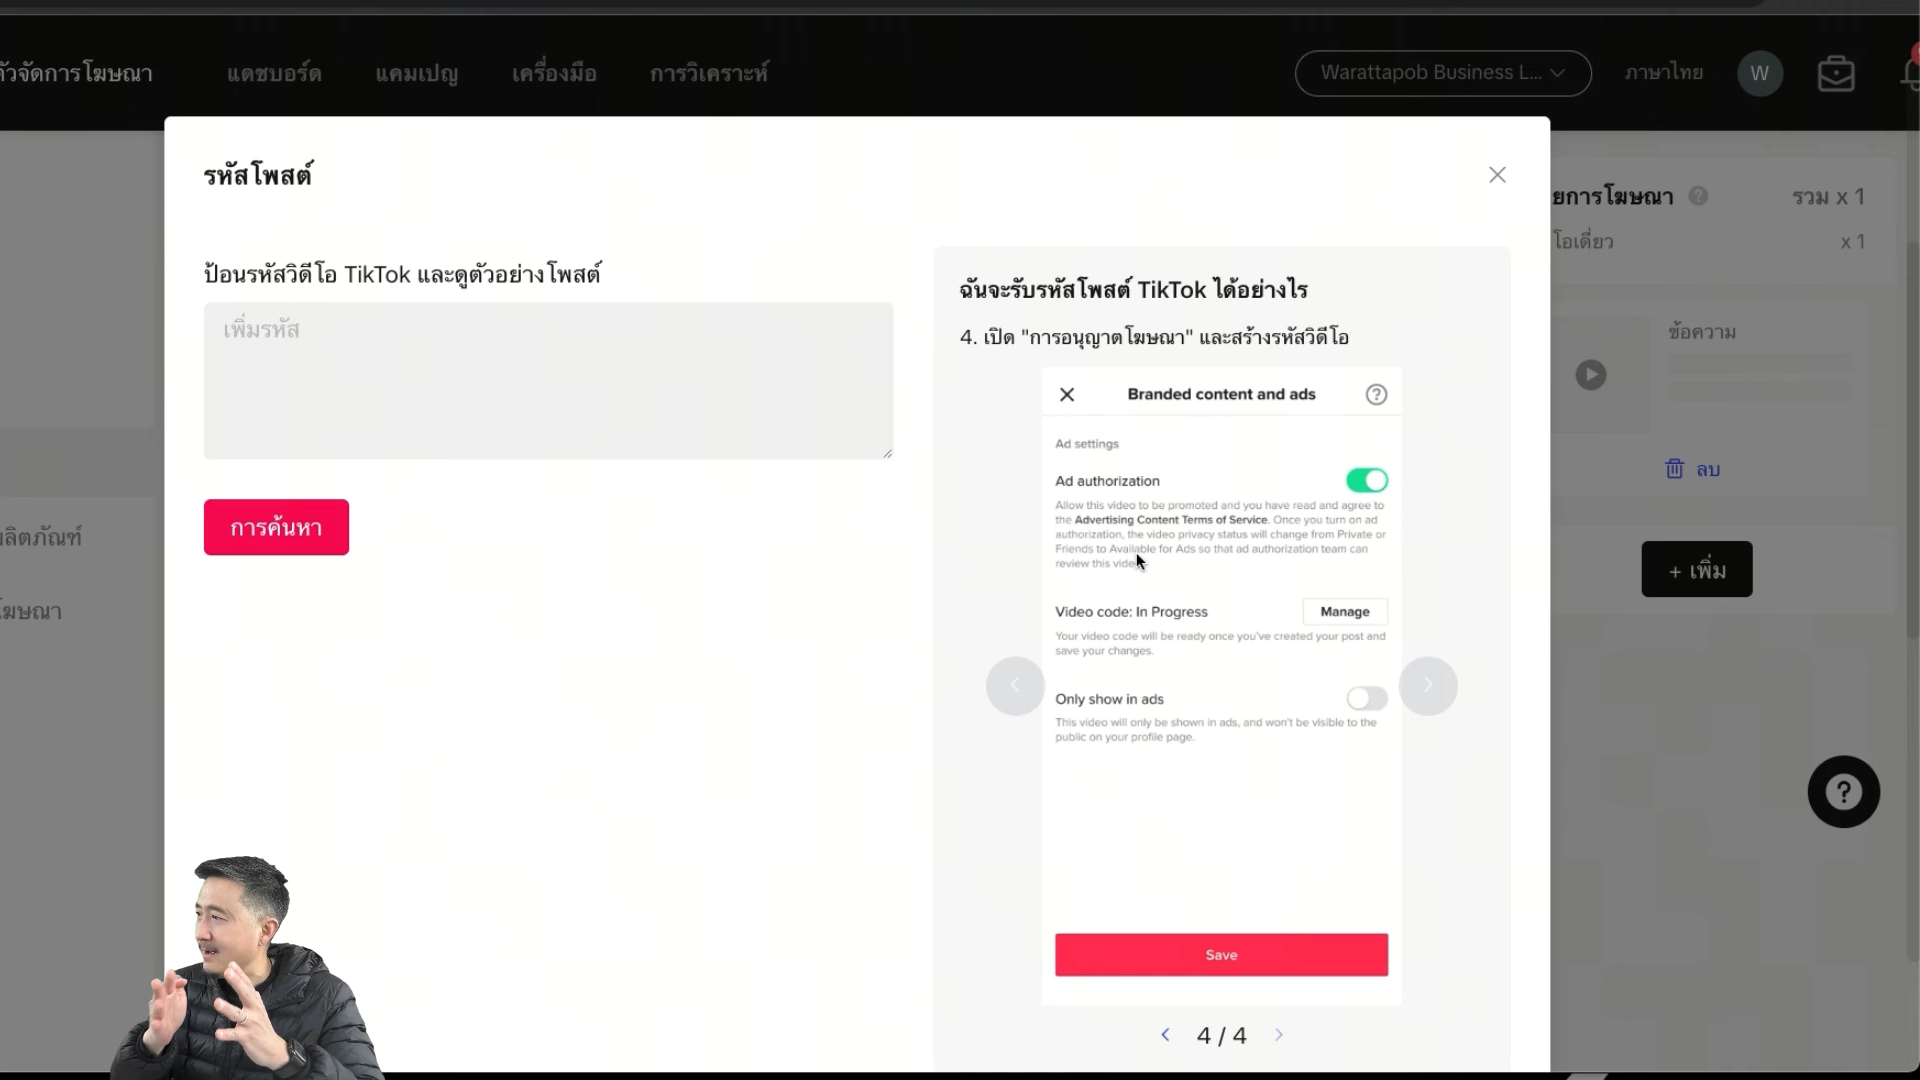 ตัวจัดการโฆษณา
แดชบอร์ด
แคมเปญ
เครื่องมือ
การวิเคราะห์
Warattapob Business L...
ภาษาไทย
W
รหัสโพสต์
ป้อนรหัสวิดีโอ TikTok และดูตัวอย่างโพสต์
เพิ่มรหัส
การค้นหา
ฉันจะรับรหัสโพสต์ TikTok ได้อย่างไร
4. เปิด "การอนุญาตโฆษณา" และสร้างรหัสวิดีโอ
Branded content and ads
Ad settings
Ad authorization
Allow this video to be promoted and you have read and agree to
the Advertising Content Terms of Service. Once you turn on ad
authorization, the video privacy status will change from Private or
Friends to Available for Ads so that ad authorization team can
review this video
Video code: In Progress
Manage
Your video code will be ready once you've created your post and
save your changes.
Only show in ads
This video will only be shown in ads, and won't be visible to the
public on your profile page.
Save
4 / 4
ยการโฆษณา
รวม x 1
โอเดี่ยว
x 1
ข้อความ
ลบ
+ เพิ่ม
ลิตภัณฑ์
โฆษณา